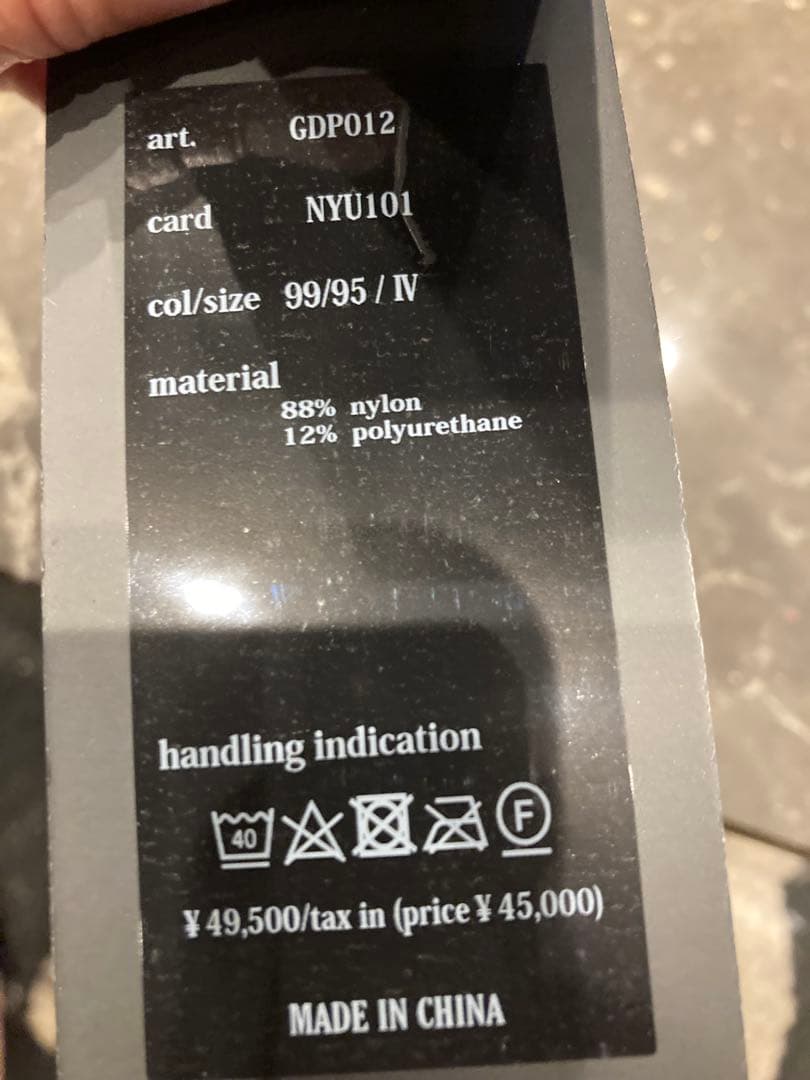 art. GDP012
card NYU101
col/size 99/95 / Ⅳ
material
88% nylon
12% polyurethane
handling indication
40 F
¥49,500/tax in (price ¥45,000)
MADE IN CHINA